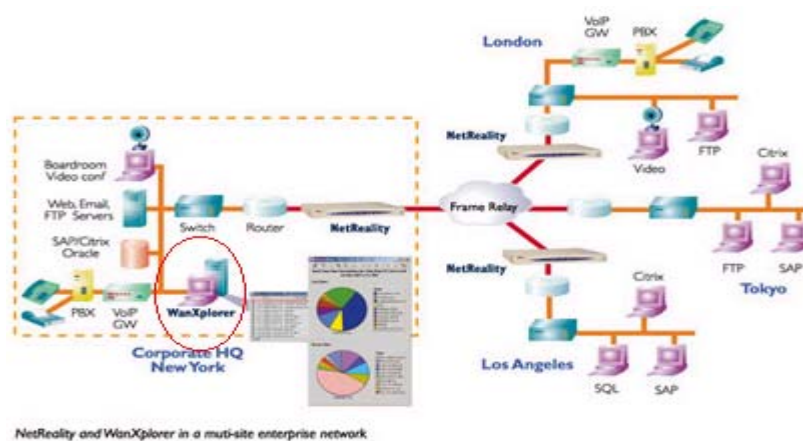 London
VoIP
GW
PBX
NetReality
Video
FTP
Citrix
Boardroom
Video conf
Web, Email,
FTP Servers
Switch
Router
NetReality
Frame Relay
SAP/Citrix
Oracle
NetReality
FTP
SAP
Tokyo
PBX
VoIP
GW
WanXplorer
Citrix
Corporate HQ
New York
Los Angeles
SQL
SAP
NetReality and WanXplorer in a muti-site enterprise network